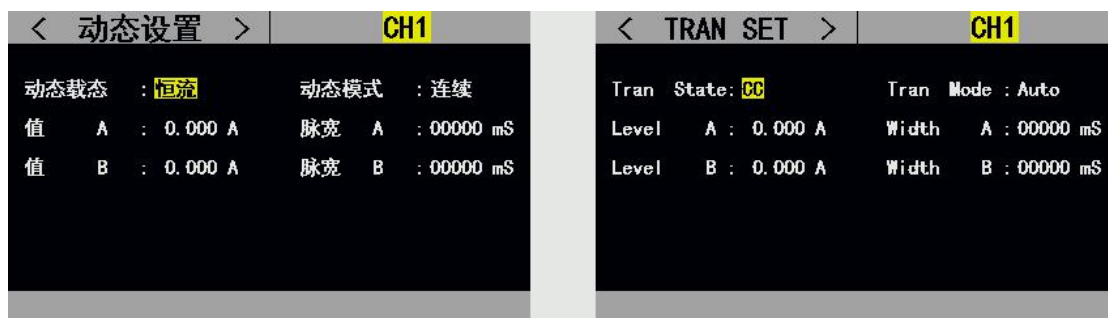 < 动态设置 > CH1
动态载态 :恒流 动态模式 :连续
值 A : 0.000 A 脉宽 A :00000 mS
值 B : 0.000 A 脉宽 B :00000 mS
< TRAN SET > CH1
Tran State:CC Tran Mode :Auto
Level A : 0.000 A Width A :00000 mS
Level B : 0.000 A Width B :00000 mS